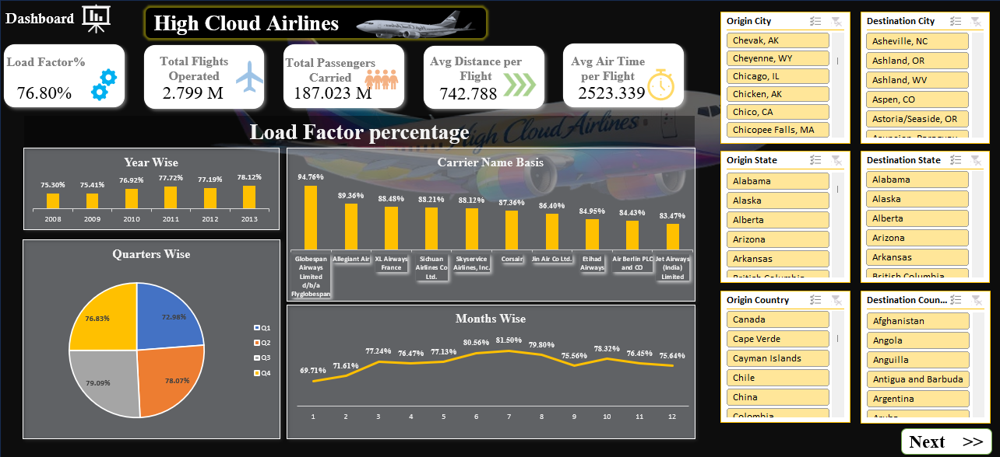 Dashboard
High Cloud Airlines
Load Factor%
76.80%
Total Flights
Operated
2.799 M
Total Passengers
Carried
187.023 M
Avg Distance per
Flight
742.788
Avg Air Time
per Flight
2523.339
High Cloud Airlines
Load Factor percentage
Year Wise
75.30%
75.41%
76.92%
77.72%
77.19%
78.12%
2008
2009
2010
2011
2012
2013
Carrier Name Basis
94.76%
89.36%
88.48%
88.21%
88.12%
87.36%
86.40%
84.95%
84.43%
83.47%
Globespan
Airways
Limited
d/b/a
Flyglobespan
Allegiant Air
XL Airways
France
Sichuan
Airlines Co
Ltd.
Skyservice
Airlines, Inc.
Corsair
Jin Air Co Ltd.
Etihad
Airways
Air Berlin PLC
and CO
Jet Airways
(India)
Limited
Quarters Wise
76.83%
72.98%
79.09%
78.07%
Q1
Q2
Q3
Q4
Months Wise
69.71%
71.61%
77.24%
76.47%
77.13%
80.56%
81.50%
79.80%
75.56%
78.32%
76.45%
75.64%
1
2
3
4
5
6
7
8
9
10
11
12
Origin City
Chevak, AK
Cheyenne, WY
Chicago, IL
Chicken, AK
Chico, CA
Chicopee Falls, MA
Destination City
Asheville, NC
Ashland, OR
Ashland, WV
Aspen, CO
Astoria/Seaside, OR
Asuncion, Paraguay
Origin State
Alabama
Alaska
Alberta
Arizona
Arkansas
British Columbia
Destination State
Alabama
Alaska
Alberta
Arizona
Arkansas
British Columbia
Origin Country
Canada
Cape Verde
Cayman Islands
Chile
China
Colombia
Destination Coun...
Afghanistan
Angola
Anguilla
Antigua and Barbuda
Argentina
Aruba
Next >>